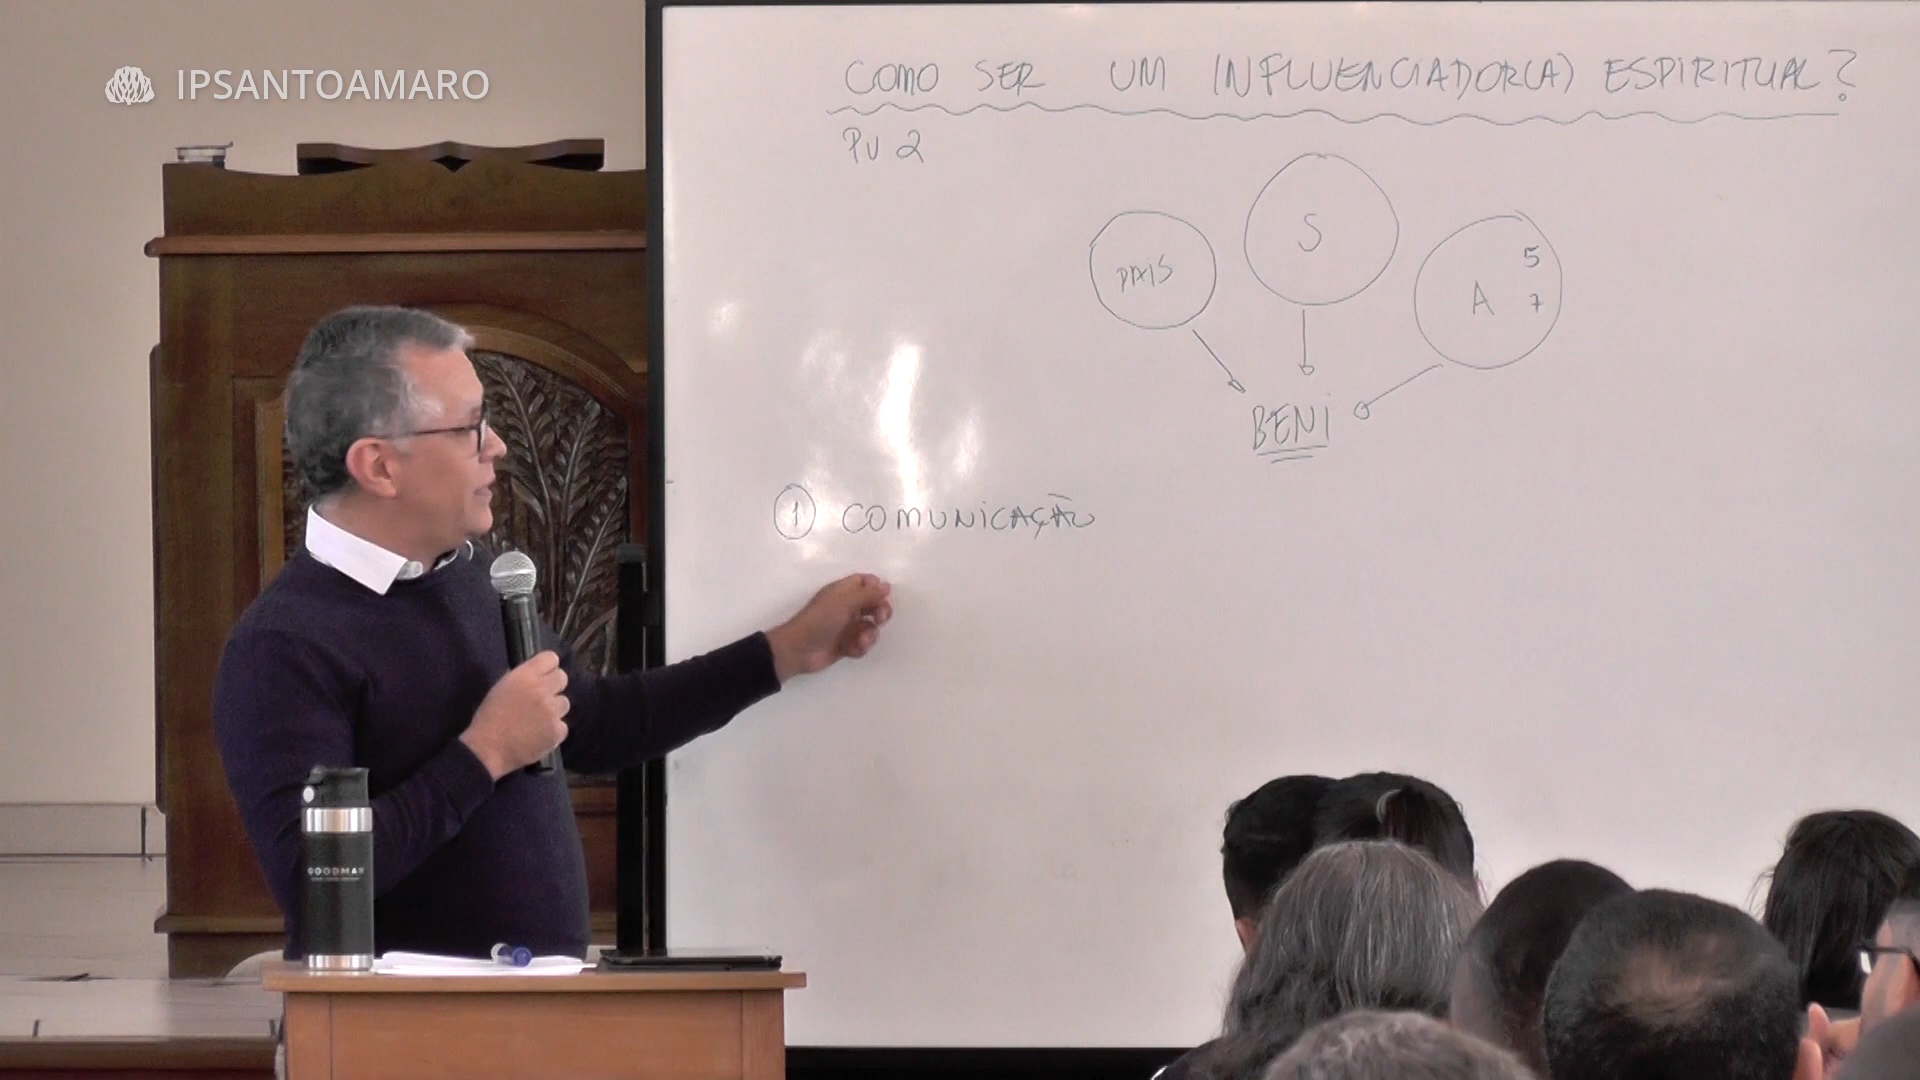 IPSANTOAMARO
COMO SER UM INFLUENCIADOR(A) ESPIRITUAL?
PV 2
S
PAIS
5
A
7
BENI
1 COMUNICAÇÃO
GOODMAN